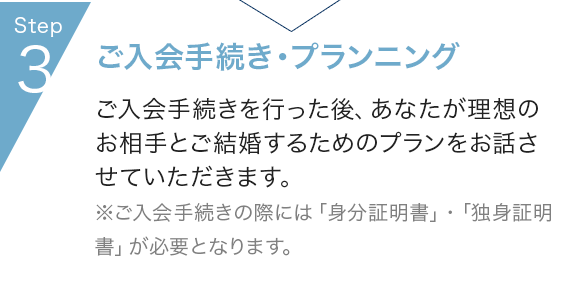 Step
3
ご入会手続き・プランニング
ご入会手続きを行った後、あなたが理想の
お相手とご結婚するためのプランをお話さ
せていただきます。
※ご入会手続きの際には「身分証明書」・「独身証明
書」が必要となります。